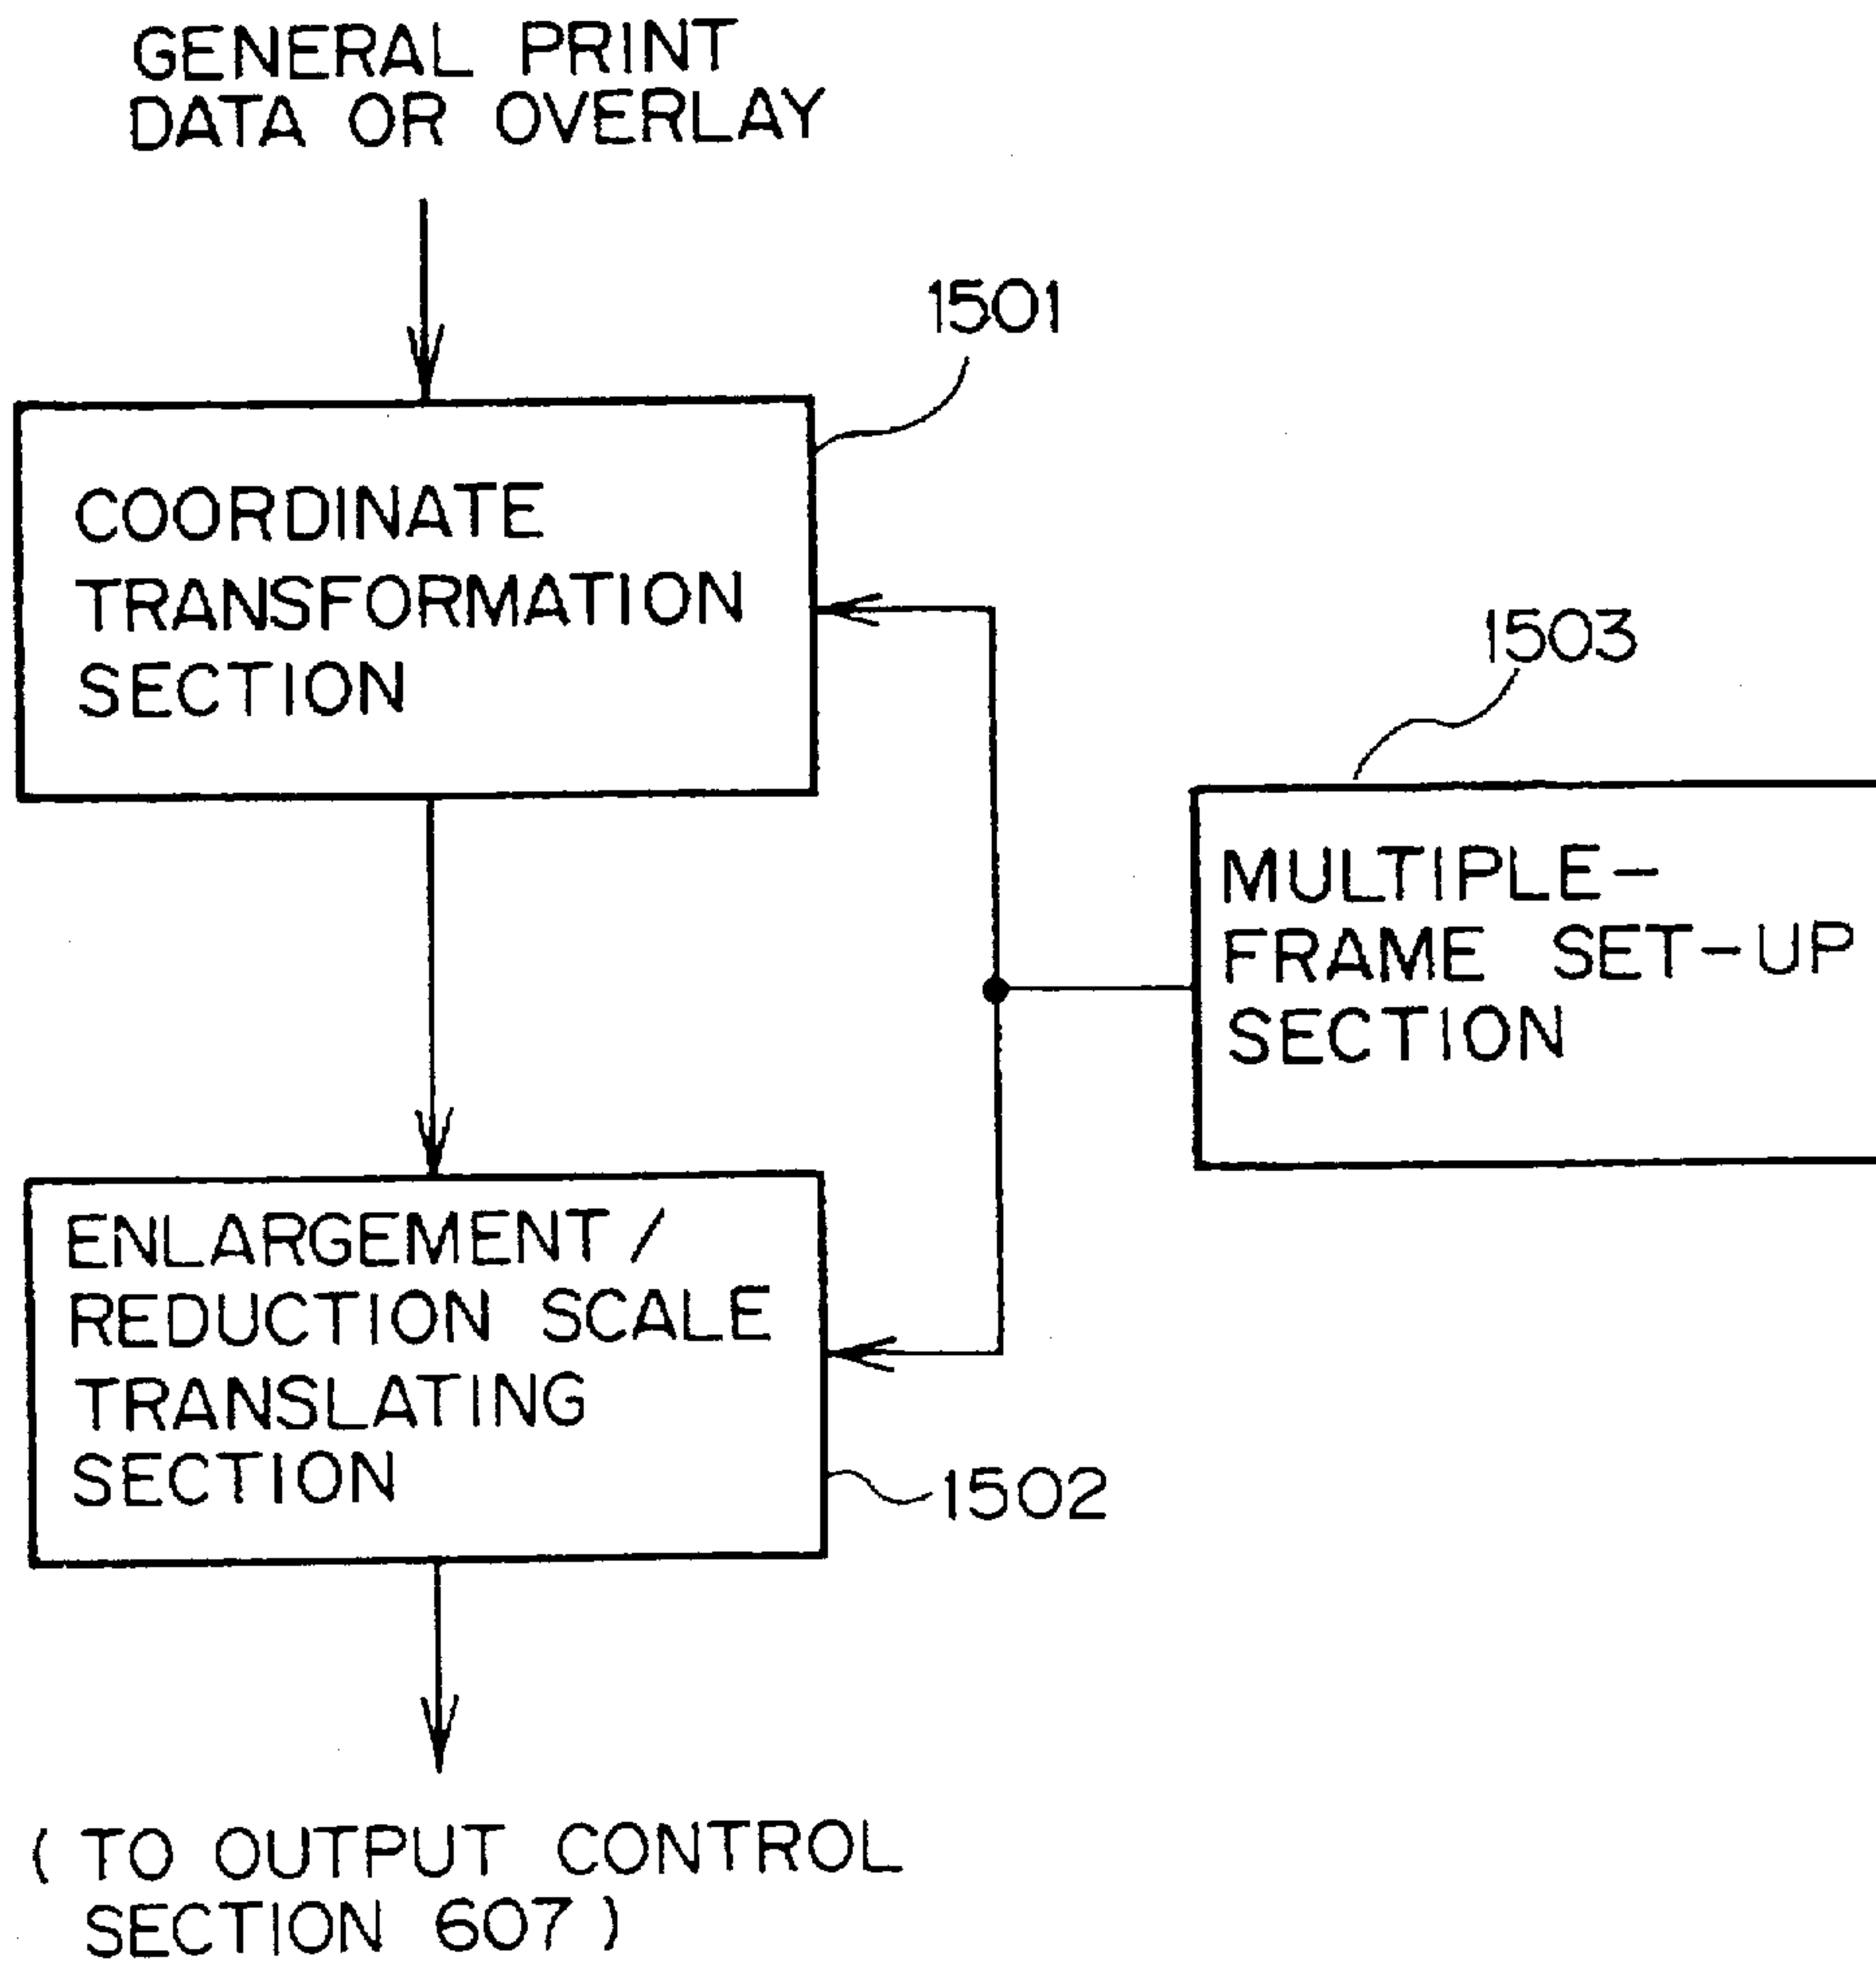 GENERAL PRINT
DATA OR OVERLAY
1501
COORDINATE
TRANSFORMATION
SECTION
1503
MULTIPLE-
FRAME SET-UP
SECTION
ENLARGEMENT/
REDUCTION SCALE
TRANSLATING
SECTION
1502
( TO OUTPUT CONTROL
SECTION 607 )